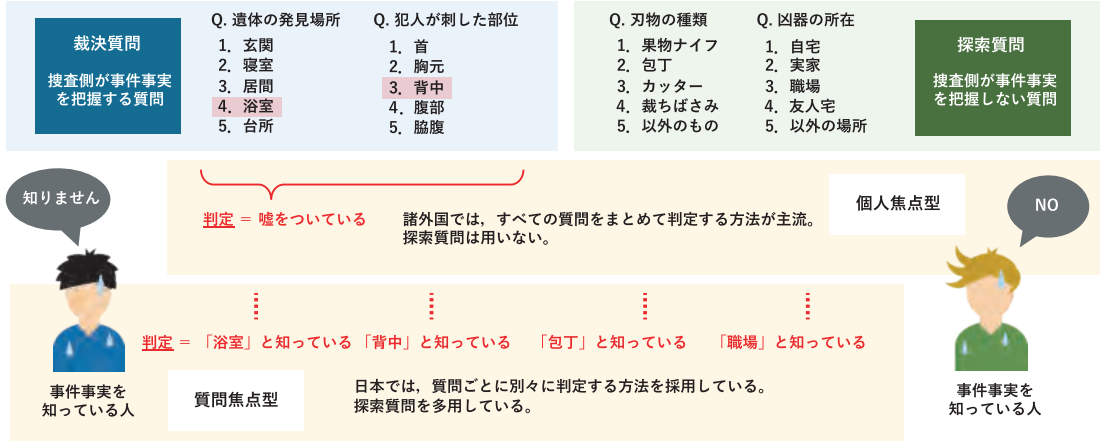 裁決質問
捜査側が事件事実
を把握する質問
Q. 遺体の発見場所
1. 玄関
2. 寝室
3. 居間
4. 浴室
5. 台所
Q. 犯人が刺した部位
1. 首
2. 胸元
3. 背中
4. 腹部
5. 脇腹
Q. 刃物の種類
1. 果物ナイフ
2. 包丁
3. カッター
4. 裁ちばさみ
5. 以外のもの
Q. 凶器の所在
1. 自宅
2. 実家
3. 職場
4. 友人宅
5. 以外の場所
探索質問
捜査側が事件事実
を把握しない質問
知りません
判定 = 嘘をついている
諸外国では，すべての質問をまとめて判定する方法が主流。
探索質問は用いない。
個人焦点型
NO
判定 = 「浴室」と知っている 「背中」と知っている 「包丁」と知っている 「職場」と知っている
事件事実を
知っている人
質問焦点型
日本では，質問ごとに別々に判定する方法を採用している。
探索質問を多用している。
事件事実を
知っている人